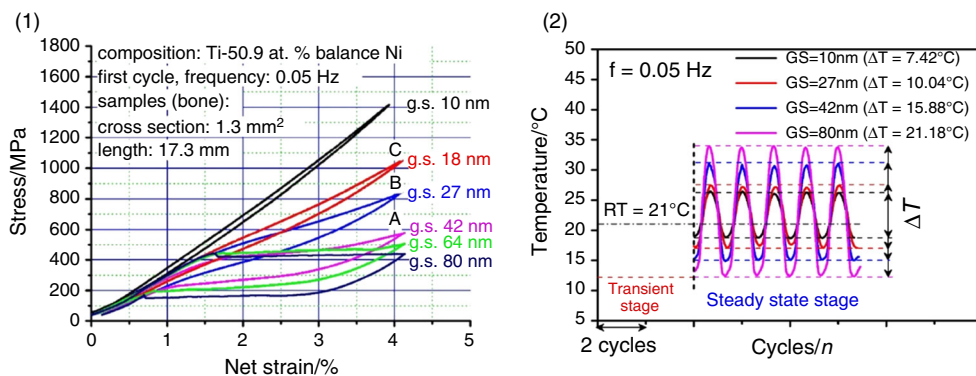 (1)
1800
1600
1400
1200
1000
800
600
400
200
0
Stress/MPa
composition: Ti-50.9 at. % balance Ni
first cycle, frequency: 0.05 Hz
samples (bone):
cross section: 1.3 mm²
length: 17.3 mm
g.s. 10 nm
C
g.s. 18 nm
B
g.s. 27 nm
A
g.s. 42 nm
g.s. 64 nm
g.s. 80 nm
0 1 2 3 4 5
Net strain/%
(2)
50
45
40
35
30
25
20
15
10
5
Temperature/°C
f = 0.05 Hz
GS=10nm (ΔT = 7.42°C)
GS=27nm (ΔT = 10.04°C)
GS=42nm (ΔT = 15.88°C)
GS=80nm (ΔT = 21.18°C)
RT = 21°C
ΔT
Transient
stage
Steady state stage
2 cycles
Cycles/n